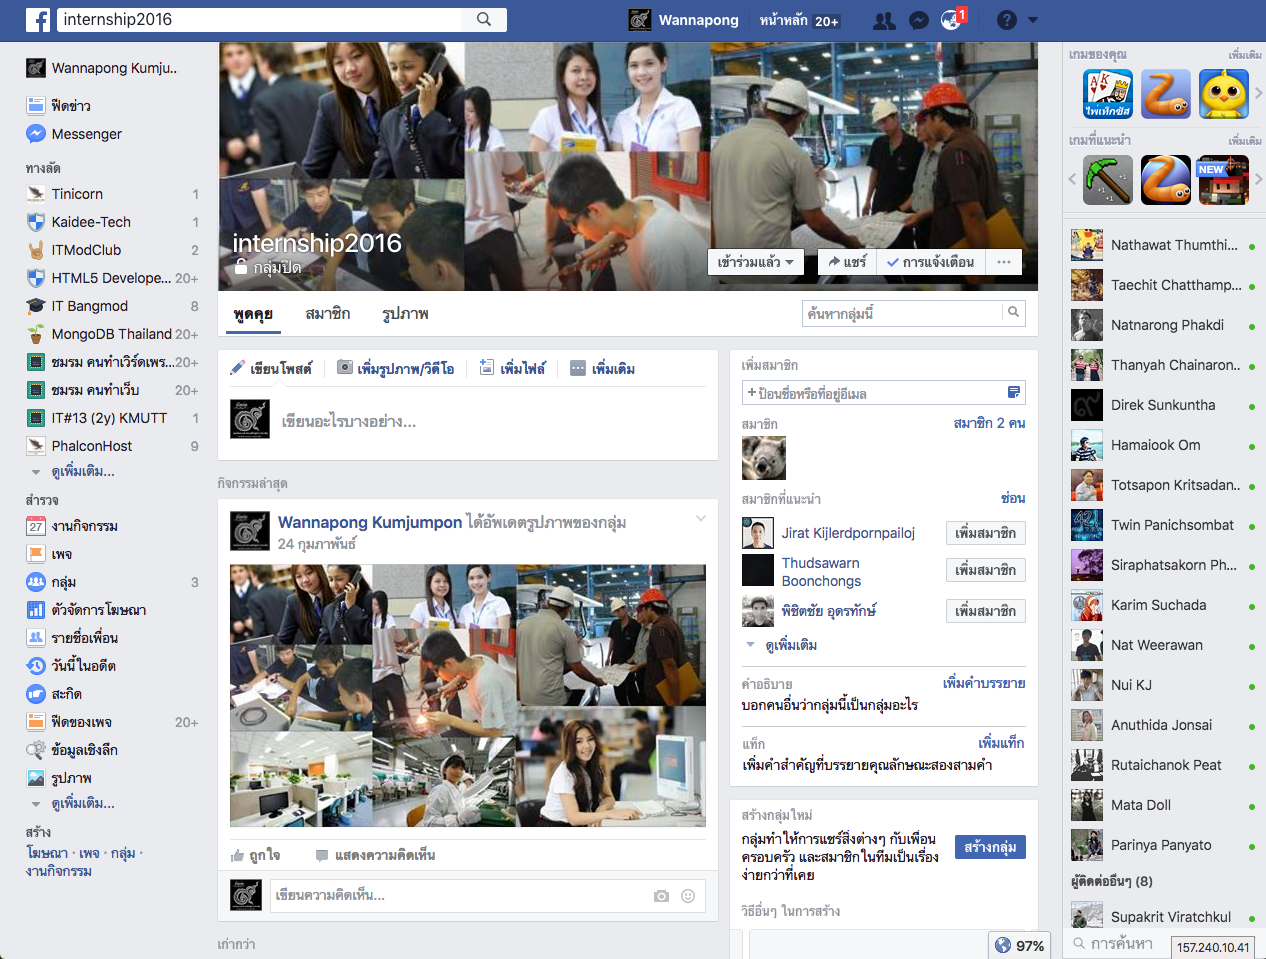 internship2016
Wannapong
หน้าหลัก 20+
1
Wannapong Kumju..
ฟีดข่าว
Messenger
ทางลัด
Tinicorn 1
Kaidee-Tech 1
ITModClub 2
HTML5 Develope... 20+
IT Bangmod 8
MongoDB Thailand 20+
ชมรม คนทำเวิร์ดเพร... 20+
ชมรม คนทำเว็บ 20+
IT#13 (2y) KMUTT 1
PhalconHost 9
ดูเพิ่มเติม...
สำรวจ
27 งานกิจกรรม
เพจ
กลุ่ม 3
ตัวจัดการโฆษณา
รายชื่อเพื่อน
วันนี้ในอดีต
สะกิด
ฟีดของเพจ 20+
ข้อมูลเชิงลึก
รูปภาพ
ดูเพิ่มเติม...
สร้าง
โฆษณา · เพจ · กลุ่ม ·
งานกิจกรรม
internship2016
กลุ่มปิด
เข้าร่วมแล้ว
แชร์
การแจ้งเตือน
พูดคุย สมาชิก รูปภาพ
ค้นหากลุ่มนี้
เขียนโพสต์ เพิ่มรูปภาพ/วิดีโอ เพิ่มไฟล์ เพิ่มเติม
เขียนอะไรบางอย่าง...
กิจกรรมล่าสุด
Wannapong Kumjumpon ได้อัพเดตรูปภาพของกลุ่ม
24 กุมภาพันธ์
ถูกใจ แสดงความคิดเห็น
เขียนความคิดเห็น...
เก่ากว่า
เพิ่มสมาชิก
+ ป้อนชื่อหรือที่อยู่อีเมล
สมาชิก สมาชิก 2 คน
สมาชิกที่แนะนำ ซ่อน
Jirat Kijlerdpornpailoj เพิ่มสมาชิก
Thudsawarn
Boonchongs เพิ่มสมาชิก
พิชิตชัย อุดรทักษ์ เพิ่มสมาชิก
ดูเพิ่มเติม
คำอธิบาย เพิ่มคำบรรยาย
บอกคนอื่นว่ากลุ่มนี้เป็นกลุ่มอะไร
แท็ก เพิ่มแท็ก
เพิ่มคำสำคัญที่บรรยายคุณลักษณะสองสามคำ
สร้างกลุ่มใหม่
กลุ่มทำให้การแชร์สิ่งต่างๆ กับเพื่อน
ครอบครัว และสมาชิกในทีมเป็นเรื่อง
ง่ายกว่าที่เคย
สร้างกลุ่ม
วิธีอื่นๆ ในการสร้าง
97%
เกมของคุณ เพิ่มเติม
A K
ไพ่เท็กซัส
เกมที่แนะนำ เพิ่มเติม
+1
+1
+1
NEW
Nathawat Thumthi...
Taechit Chatthamp...
Natnarong Phakdi
Thanyah Chainaron..
Direk Sunkuntha
Hamaiook Om
Totsapon Kritsadan..
Twin Panichsombat
Siraphatsakorn Ph...
Karim Suchada
Nat Weerawan
Nui KJ
Anuthida Jonsai
Rutaichanok Peat
Mata Doll
Parinya Panyato
ผู้ติดต่ออื่นๆ (8)
Supakrit Viratchkul
การค้นหา
157.240.10.41